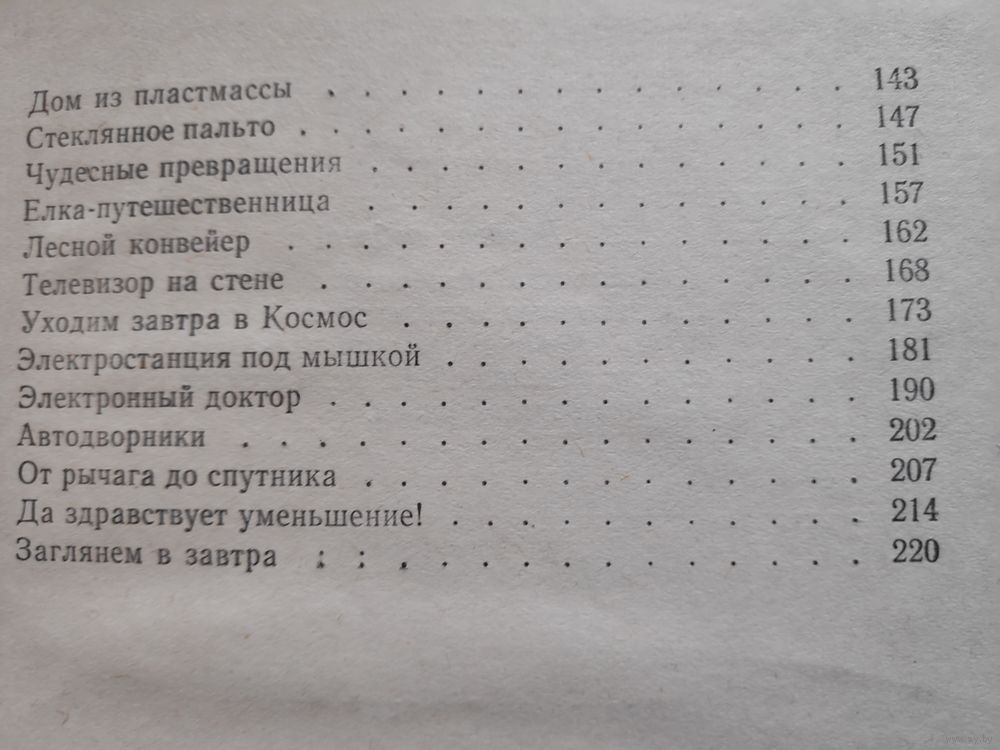 Дом из пластмассы . . . . . . . . . . . . . . 143
Стеклянное пальто . . . . . . . . . . . . . . . 147
Чудесные превращения . . . . . . . . . . . . . 151
Елка-путешественница . . . . . . . . . . . . . 157
Лесной конвейер . . . . . . . . . . . . . . . 162
Телевизор на стене . . . . . . . . . . . . . . 168
Уходим завтра в Космос . . . . . . . . . . . . 173
Электростанция под мышкой . . . . . . . . . . . 181
Электронный доктор . . . . . . . . . . . . . . 190
Автодворники . . . . . . . . . . . . . . . . 202
От рычага до спутника . . . . . . . . . . . . . 207
Да здравствует уменьшение! . . . . . . . . . . . 214
Заглянем в завтра ; : . . . . . . . . . . . . . 220